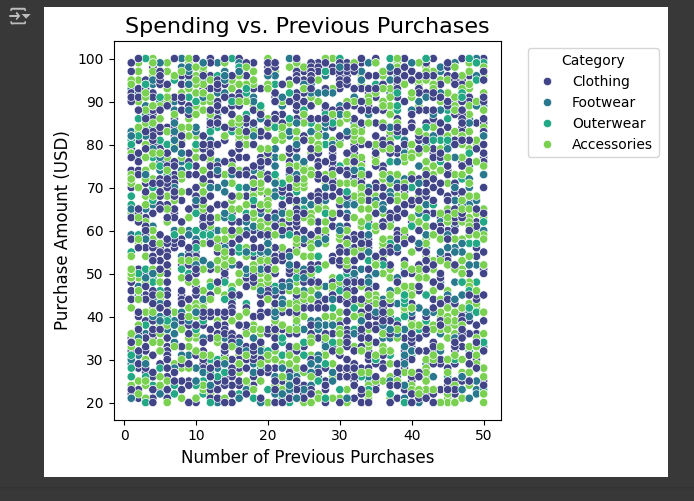 Spending vs. Previous Purchases
Category
Clothing
Footwear
Outerwear
Accessories
Purchase Amount (USD)
100
90
80
70
60
50
40
30
20
0 10 20 30 40 50
Number of Previous Purchases